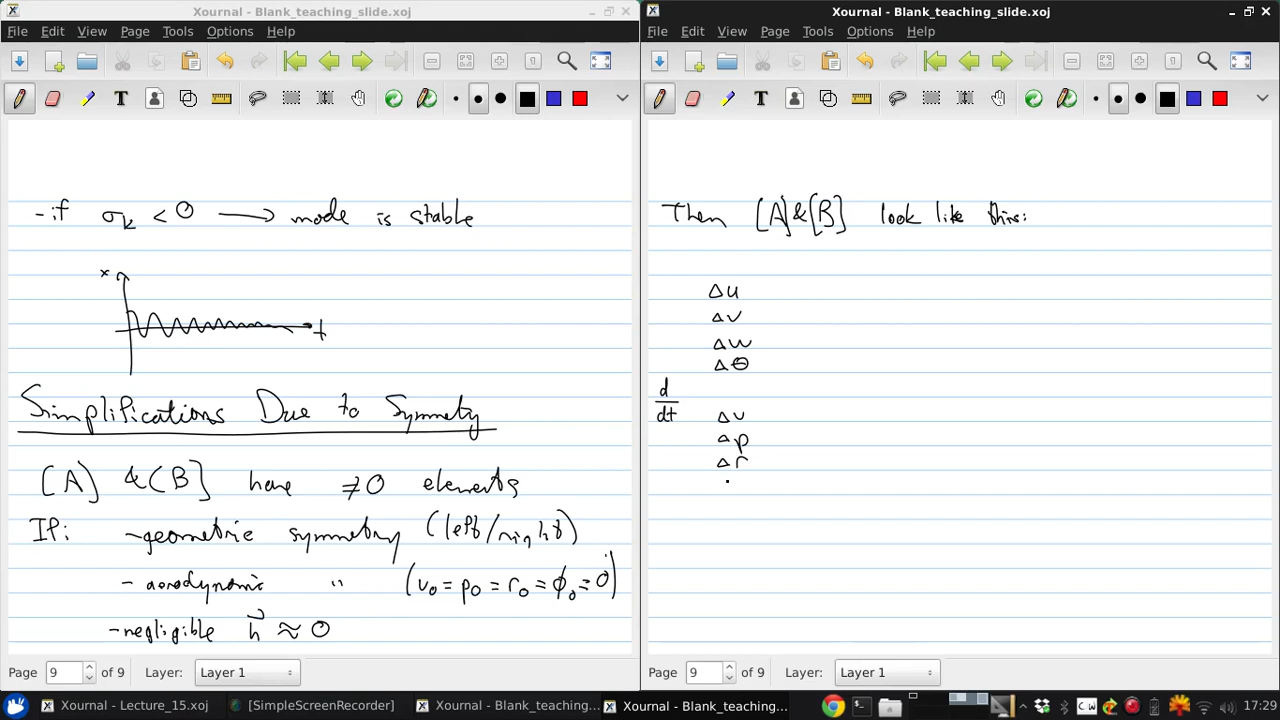 Xournal - Blank_teaching_slide.xoj
File Edit View Page Tools Options Help
- if σk < 0 → mode is stable
x
t
Simplifications Due to Symmety
[A] & [B] have ≠0 elements
If: - geometric symmetry (left/right)
- aerodynamic " (v0 = p0 = r0 = ϕ0 = 0)
- negligible h⃗ ≈ 0
Page 9 of 9 Layer: Layer 1
Xournal - Blank_teaching_slide.xoj
File Edit View Page Tools Options Help
Then [A] & [B] look like this:
Δu
Δv
Δw
Δθ
d
dt
Δv
Δp
Δr
Page 9 of 9 Layer: Layer 1
Xournal - Lecture_15.xoj
[SimpleScreenRecorder]
Xournal - Blank_teaching...
Xournal - Blank_teaching...
17:29